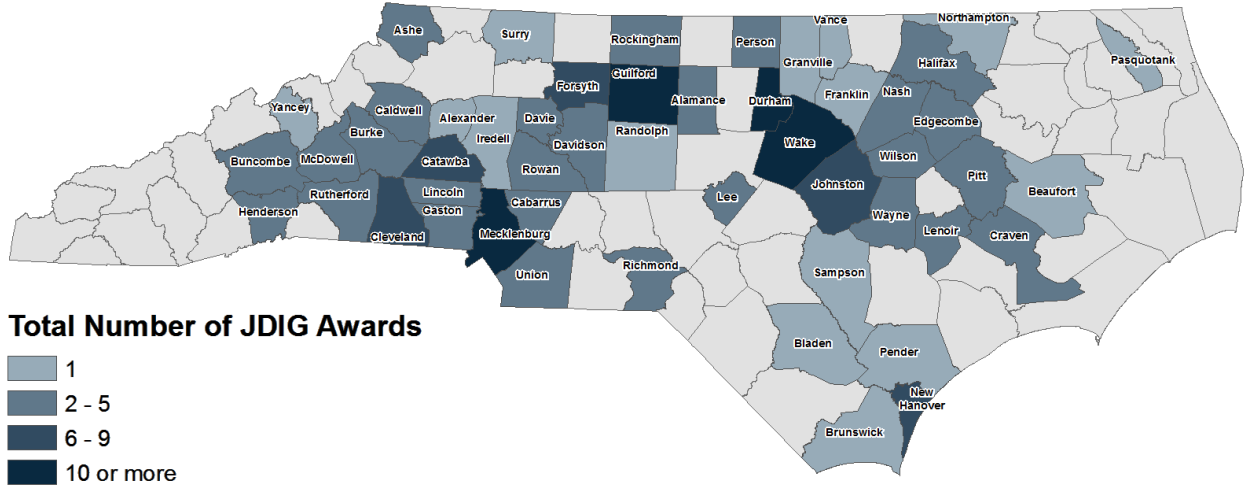 Vance
Northampton
Ashe
Surry
Rockingham
Person
Granville
Halifax
Pasquotank
Guilford
Forsyth
Alamance
Durham
Franklin
Nash
Yancey
Caldwell
Alexander
Davie
Edgecombe
Burke
Iredell
Randolph
Davidson
Wake
Buncombe
McDowell
Catawba
Rowan
Wilson
Pitt
Rutherford
Lincoln
Johnston
Beaufort
Henderson
Gaston
Cabarrus
Lee
Wayne
Cleveland
Mecklenburg
Lenoir
Craven
Union
Richmond
Sampson
Total Number of JDIG Awards
Bladen
Pender
1
2 - 5
New
Hanover
Brunswick
6 - 9
10 or more